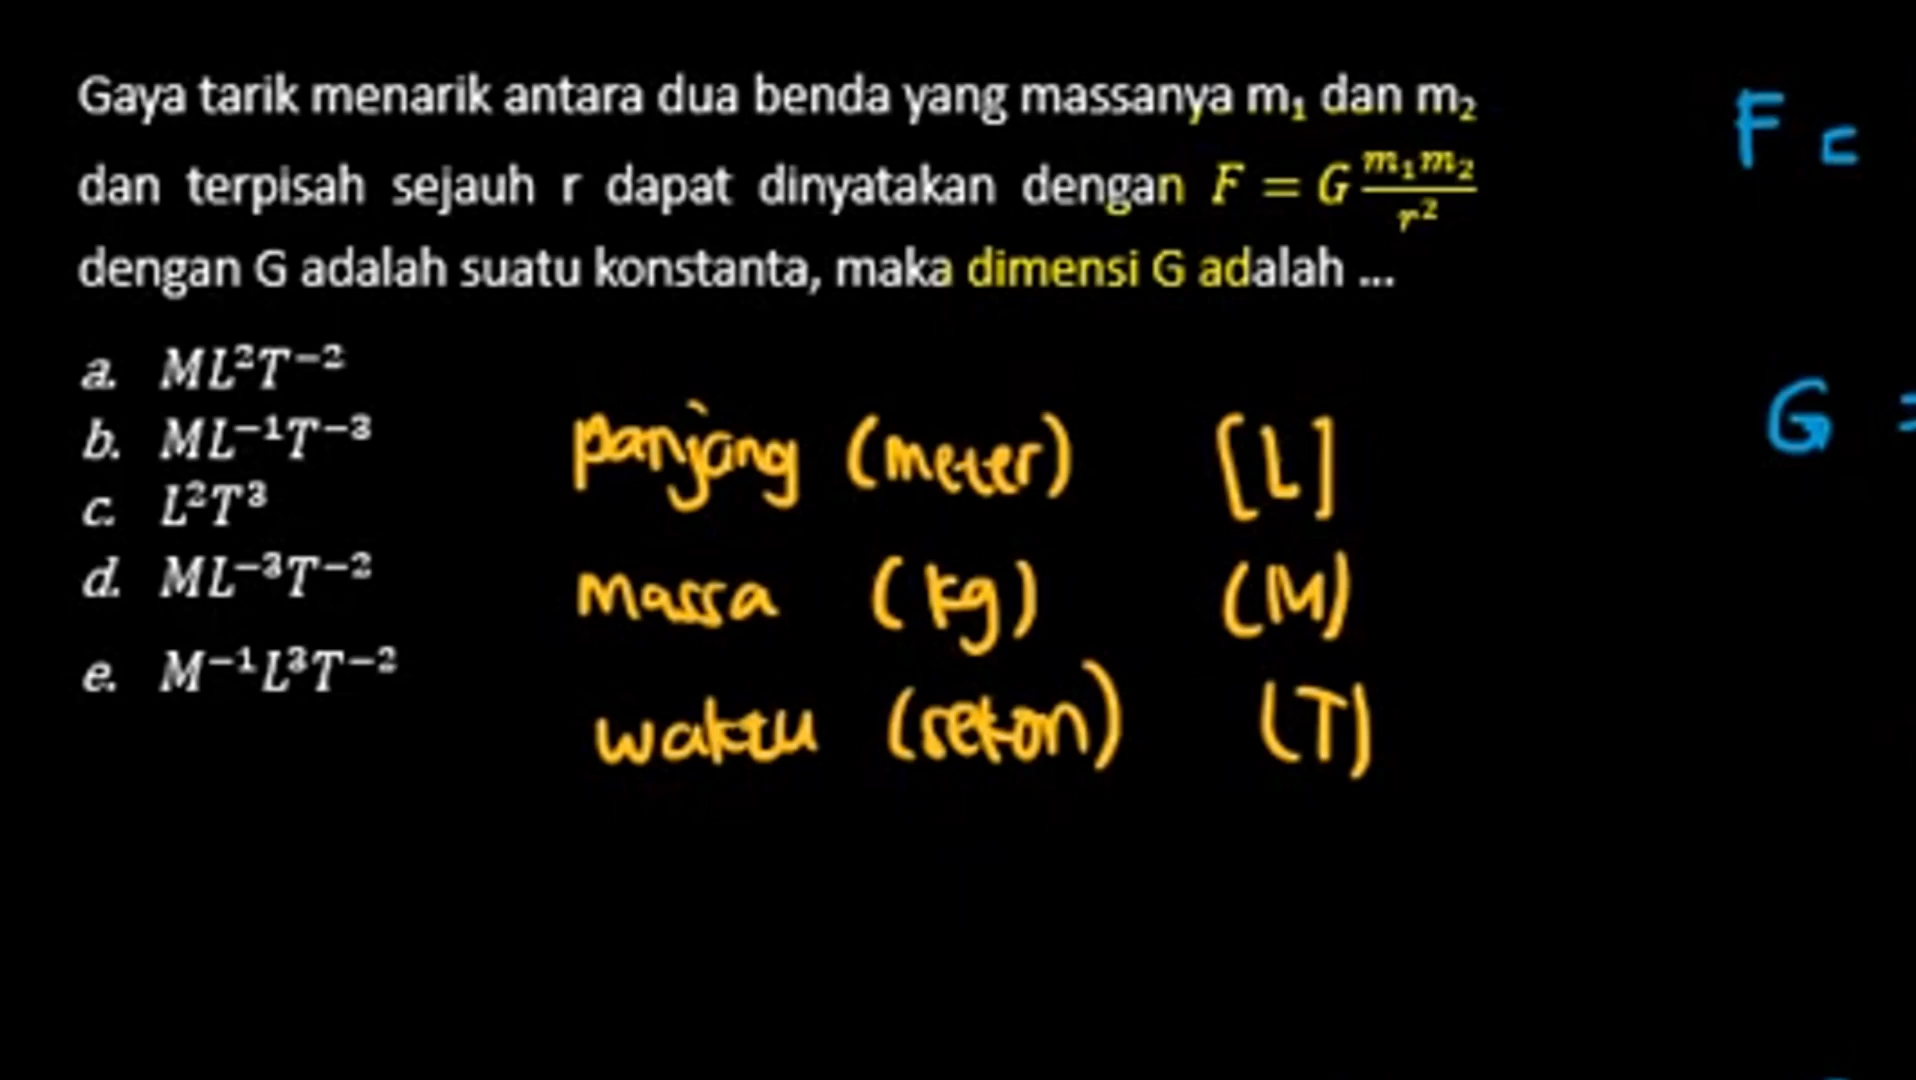 Gaya tarik menarik antara dua benda yang massanya m₁ dan m₂
dan terpisah sejauh r dapat dinyatakan dengan F = G m₁m₂/r²
dengan G adalah suatu konstanta, maka dimensi G adalah ...
a. ML²T⁻²
b. ML⁻¹T⁻³
c. L²T³
d. ML⁻³T⁻²
e. M⁻¹L³T⁻²
panjang (meter) [L]
Massa (kg) (M)
waktu (sekon) (T)
F =
G =